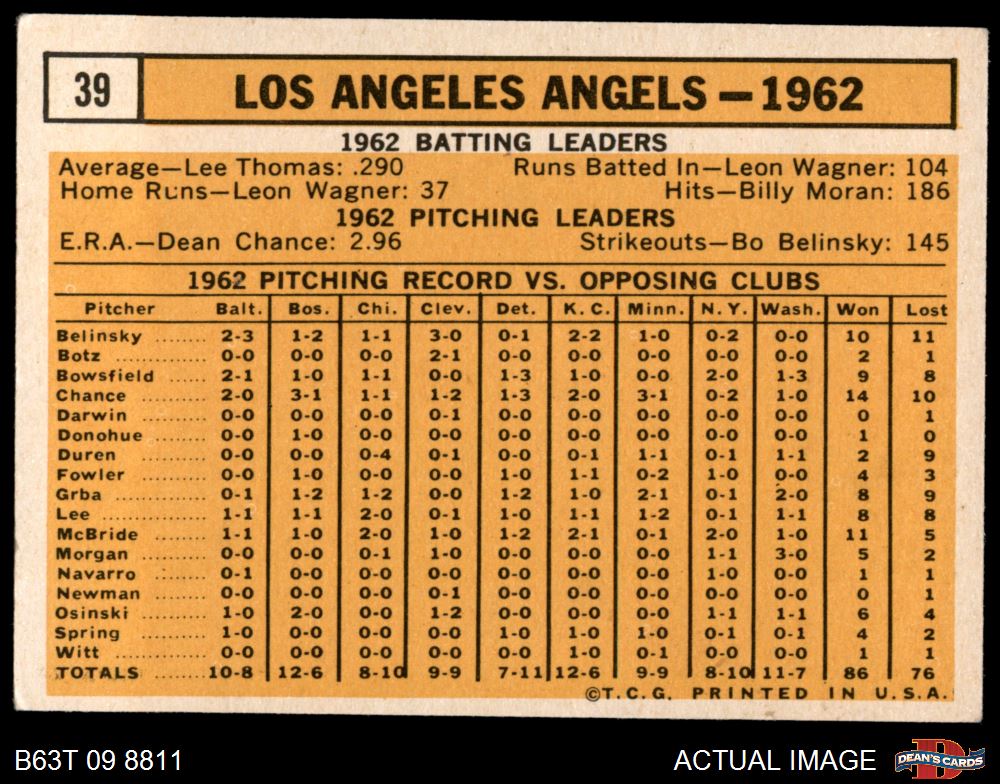 39
LOS ANGELES ANGELS — 1962
1962 BATTING LEADERS
Average—Lee Thomas: .290 Runs Batted In—Leon Wagner: 104
Home Runs—Leon Wagner: 37 Hits—Billy Moran: 186
1962 PITCHING LEADERS
E.R.A.—Dean Chance: 2.96 Strikeouts—Bo Belinsky: 145
1962 PITCHING RECORD VS. OPPOSING CLUBS
Pitcher Balt. Bos. Chi. Clev. Det. K.C. Minn. N.Y. Wash. Won Lost
Belinsky ........ 2-3 1-2 1-1 3-0 0-1 2-2 1-0 0-2 0-0 10 11
Botz ............ 0-0 0-0 0-0 2-1 0-0 0-0 0-0 0-0 0-0 2 1
Bowsfield ...... 2-1 1-0 1-1 0-0 1-3 1-0 0-0 2-0 1-3 9 8
Chance ......... 2-0 3-1 1-1 1-2 1-3 2-0 3-1 0-2 1-0 14 10
Darwin ......... 0-0 0-0 0-0 0-1 0-0 0-0 0-0 0-0 0-0 0 1
Donohue ....... 0-0 1-0 0-0 0-0 0-0 0-0 0-0 0-0 0-0 1 0
Duren .......... 0-0 0-0 0-4 0-1 0-0 0-1 1-1 0-1 1-1 2 9
Fowler .......... 0-0 0-0 0-0 0-0 1-0 1-1 0-2 1-0 0-0 4 3
Grba ............ 0-1 1-2 1-2 0-0 1-2 1-0 2-1 0-1 2-0 8 9
Lee .............. 1-1 1-1 2-0 0-1 1-0 1-1 1-2 0-1 1-1 8 8
McBride ........ 1-1 1-0 2-0 1-0 1-2 2-1 0-1 2-0 1-0 11 5
Morgan ......... 0-0 0-0 0-1 1-0 0-0 0-0 0-0 1-1 3-0 5 2
Navarro ........ 0-1 0-0 0-0 0-0 0-0 0-0 0-0 1-0 0-0 1 1
Newman ........ 0-0 0-0 0-0 0-1 0-0 0-0 0-0 0-0 0-0 0 1
Osinski ......... 1-0 2-0 0-0 1-2 0-0 0-0 0-0 1-1 1-1 6 4
Spring .......... 1-0 0-0 0-0 0-0 1-0 1-0 1-0 0-1 0-1 4 2
Witt ............. 0-0 0-0 0-0 0-0 0-0 1-0 0-1 0-0 0-0 1 1
TOTALS ......... 10-8 12-6 8-10 9-9 7-11 12-6 9-9 8-10 11-7 86 76
©T.C.G. PRINTED IN U.S.A.
B63T 09 8811 ACTUAL IMAGE
DEAN'S CARDS